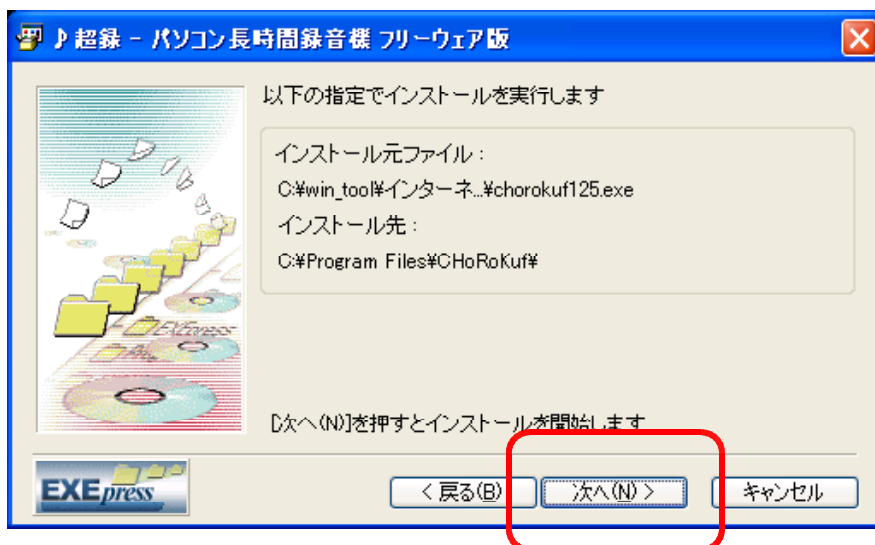 ♪超録 - パソコン長時間録音機 フリーウェア版
以下の指定でインストールを実行します
インストール元ファイル：
C:¥win_tool¥インターネ...¥chorokuf125.exe
インストール先：
C:¥Program Files¥CHoRoKuf¥
EXEpress
[次へ(N)]を押すとインストールを開始します
EXEpress
< 戻る(B)
次へ(N) >
キャンセル